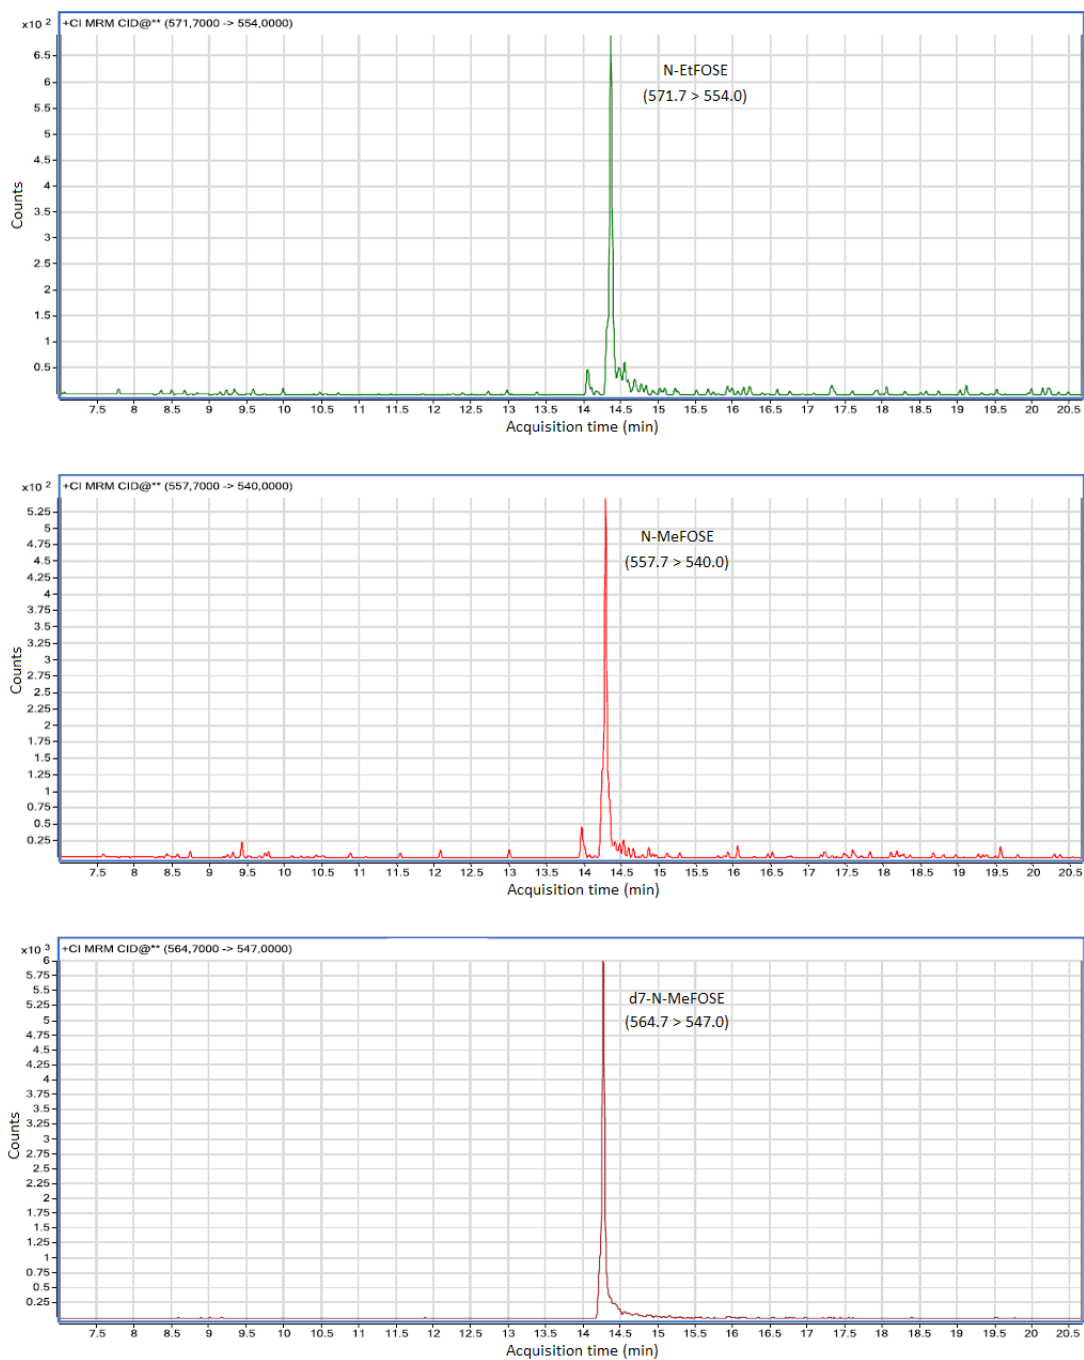 x10 2
+CI MRM CID@** (571,7000 -> 554,0000)
6.5
6
5.5
5
4.5
4
3.5
3
2.5
2
1.5
1
0.5
Counts
N-EtFOSE
(571.7 > 554.0)
7.5 8 8.5 9 9.5 10 10.5 11 11.5 12 12.5 13 13.5 14 14.5 15 15.5 16 16.5 17 17.5 18 18.5 19 19.5 20 20.5
Acquisition time (min)
x10 2
+CI MRM CID@** (557,7000 -> 540,0000)
5.25
5
4.75
4.5
4.25
4
3.75
3.5
3.25
3
2.75
2.5
2.25
2
1.75
1.5
1.25
1
0.75
0.5
0.25
Counts
N-MeFOSE
(557.7 > 540.0)
7.5 8 8.5 9 9.5 10 10.5 11 11.5 12 12.5 13 13.5 14 14.5 15 15.5 16 16.5 17 17.5 18 18.5 19 19.5 20 20.5
Acquisition time (min)
x10 3
+CI MRM CID@** (564,7000 -> 547,0000)
6
5.75
5.5
5.25
5
4.75
4.5
4.25
4
3.75
3.5
3.25
3
2.75
2.5
2.25
2
1.75
1.5
1.25
1
0.75
0.5
0.25
Counts
d7-N-MeFOSE
(564.7 > 547.0)
7.5 8 8.5 9 9.5 10 10.5 11 11.5 12 12.5 13 13.5 14 14.5 15 15.5 16 16.5 17 17.5 18 18.5 19 19.5 20 20.5
Acquisition time (min)